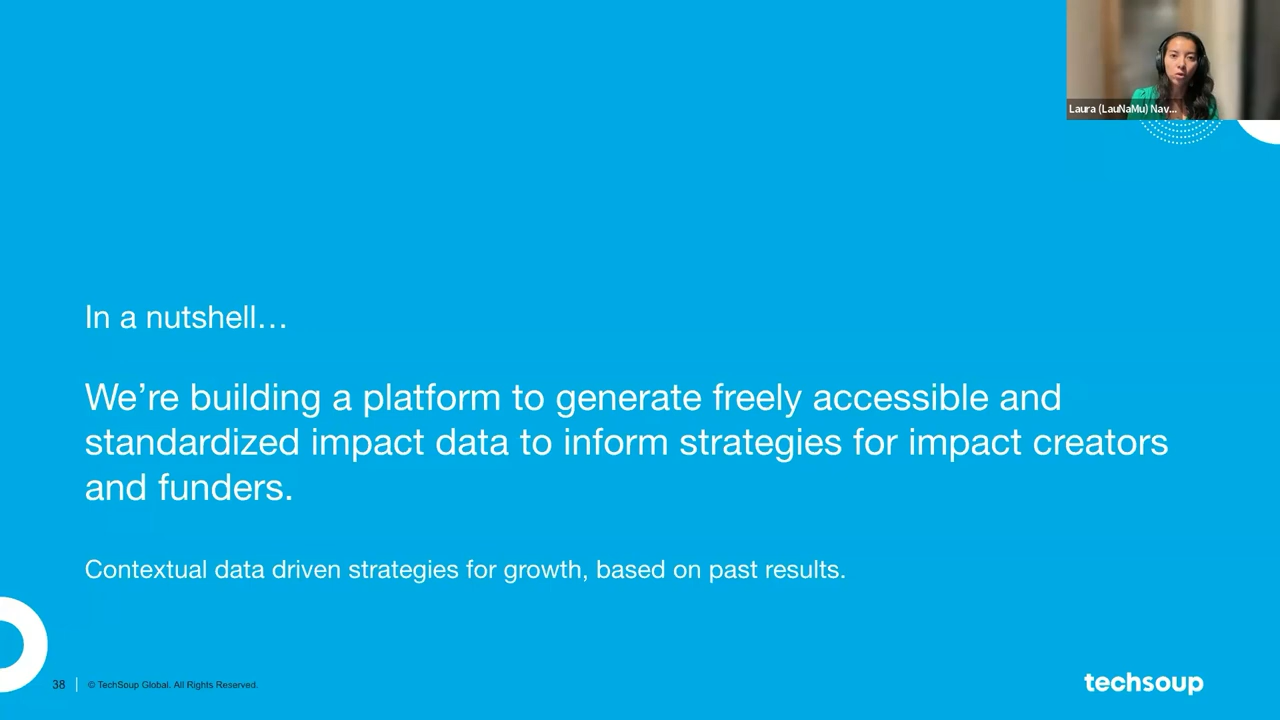 Laura (LauNaMu) Nav...
In a nutshell…
We’re building a platform to generate freely accessible and
standardized impact data to inform strategies for impact creators
and funders.
Contextual data driven strategies for growth, based on past results.
38
© TechSoup Global. All Rights Reserved.
techsoup